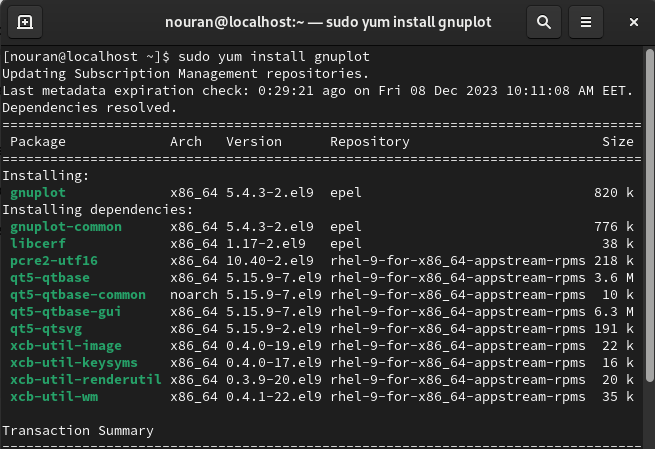 nouran@localhost:~ — sudo yum install gnuplot
[nouran@localhost ~]$ sudo yum install gnuplot
Updating Subscription Management repositories.
Last metadata expiration check: 0:29:21 ago on Fri 08 Dec 2023 10:11:08 AM EET.
Dependencies resolved.
================================================================================
 Package             Arch   Version      Repository                        Size
================================================================================
Installing:
 gnuplot             x86_64 5.4.3-2.el9  epel                             820 k
Installing dependencies:
 gnuplot-common      x86_64 5.4.3-2.el9  epel                             776 k
 libcerf             x86_64 1.17-2.el9   epel                              38 k
 pcre2-utf16         x86_64 10.40-2.el9  rhel-9-for-x86_64-appstream-rpms 218 k
 qt5-qtbase          x86_64 5.15.9-7.el9 rhel-9-for-x86_64-appstream-rpms 3.6 M
 qt5-qtbase-common   noarch 5.15.9-7.el9 rhel-9-for-x86_64-appstream-rpms  10 k
 qt5-qtbase-gui      x86_64 5.15.9-7.el9 rhel-9-for-x86_64-appstream-rpms 6.3 M
 qt5-qtsvg           x86_64 5.15.9-2.el9 rhel-9-for-x86_64-appstream-rpms 191 k
 xcb-util-image      x86_64 0.4.0-19.el9 rhel-9-for-x86_64-appstream-rpms  22 k
 xcb-util-keysyms    x86_64 0.4.0-17.el9 rhel-9-for-x86_64-appstream-rpms  16 k
 xcb-util-renderutil x86_64 0.3.9-20.el9 rhel-9-for-x86_64-appstream-rpms  20 k
 xcb-util-wm         x86_64 0.4.1-22.el9 rhel-9-for-x86_64-appstream-rpms  35 k
Transaction Summary
================================================================================